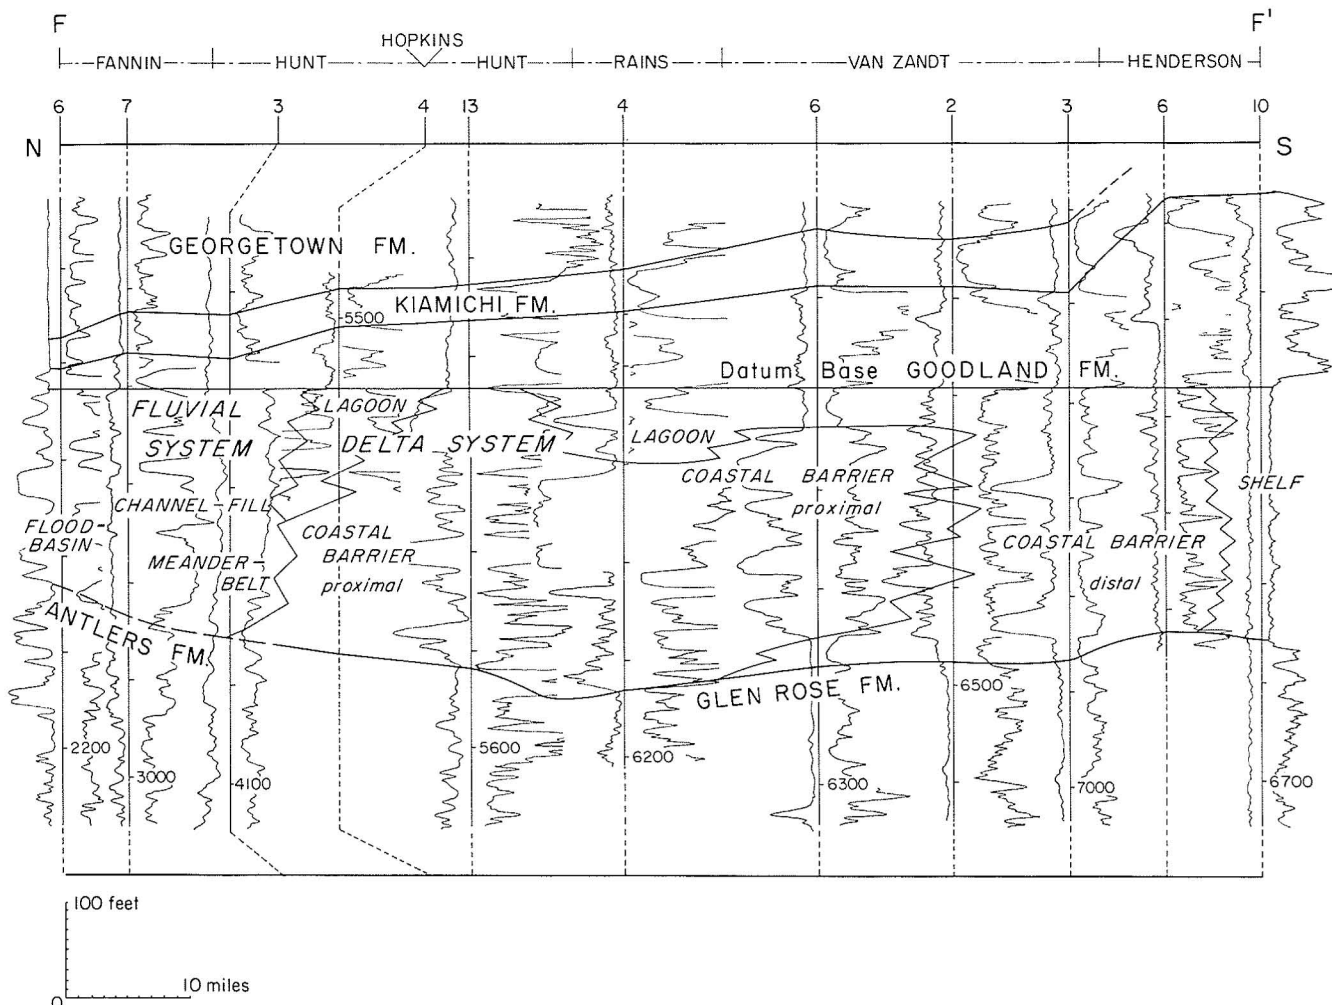 F F'
HOPKINS
FANNIN HUNT HUNT RAINS VAN ZANDT HENDERSON
6 7 3 4 13 4 6 2 3 6 10
N S
GEORGETOWN FM.
KIAMICHI FM.
5500
Datum Base GOODLAND FM.
FLUVIAL LAGOON
SYSTEM DELTA SYSTEM LAGOON
COASTAL BARRIER SHELF
CHANNEL-FILL proximal
FLOOD-
BASIN
COASTAL
BARRIER
proximal
COASTAL BARRIER
distal
MEANDER-
BELT
ANTLERS FM.
GLEN ROSE FM.
6500
2200 5600 6200
3000 4100 6300 7000 6700
100 feet
10 miles
0